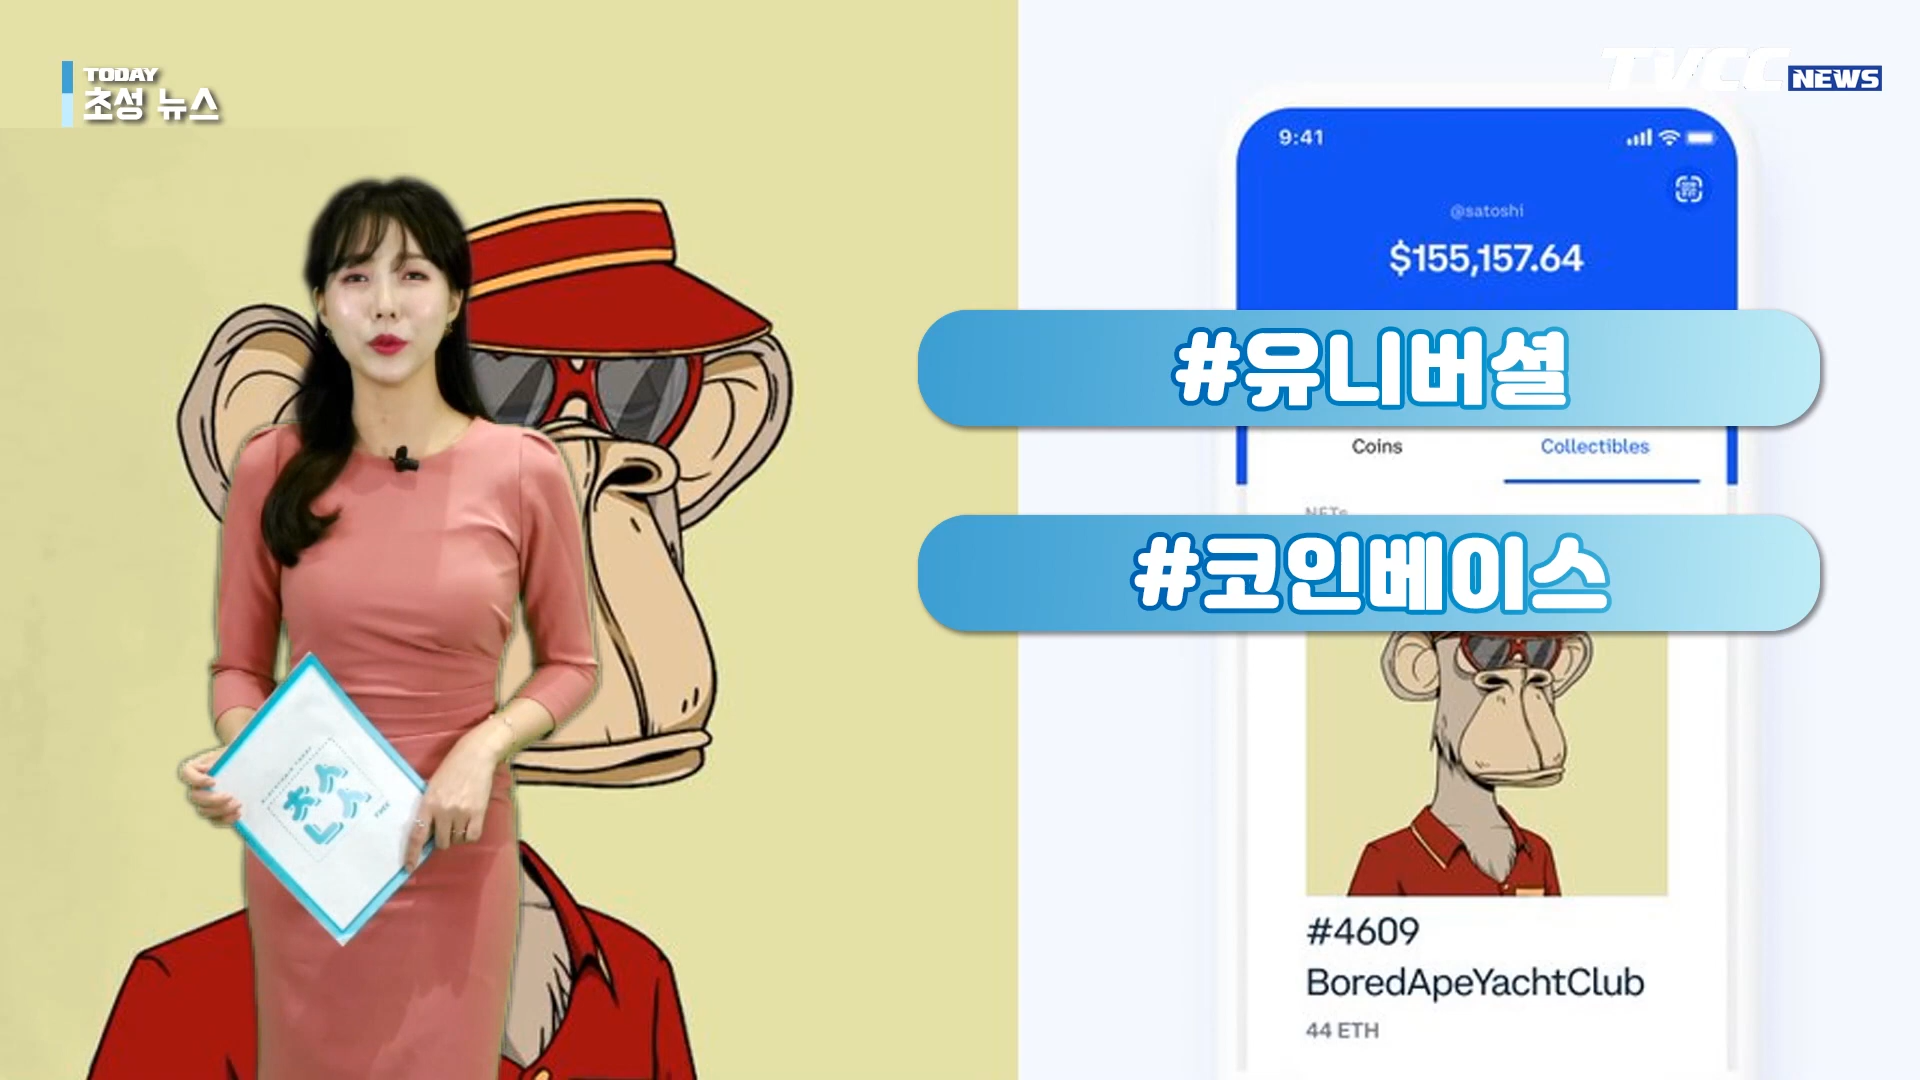 TODAY
초성 뉴스
TVCC NEWS
9:41
@satoshi
$155,157.64
#유니버셜
Coins
Collectibles
NFTs
#코인베이스
#4609
BoredApeYachtClub
44 ETH